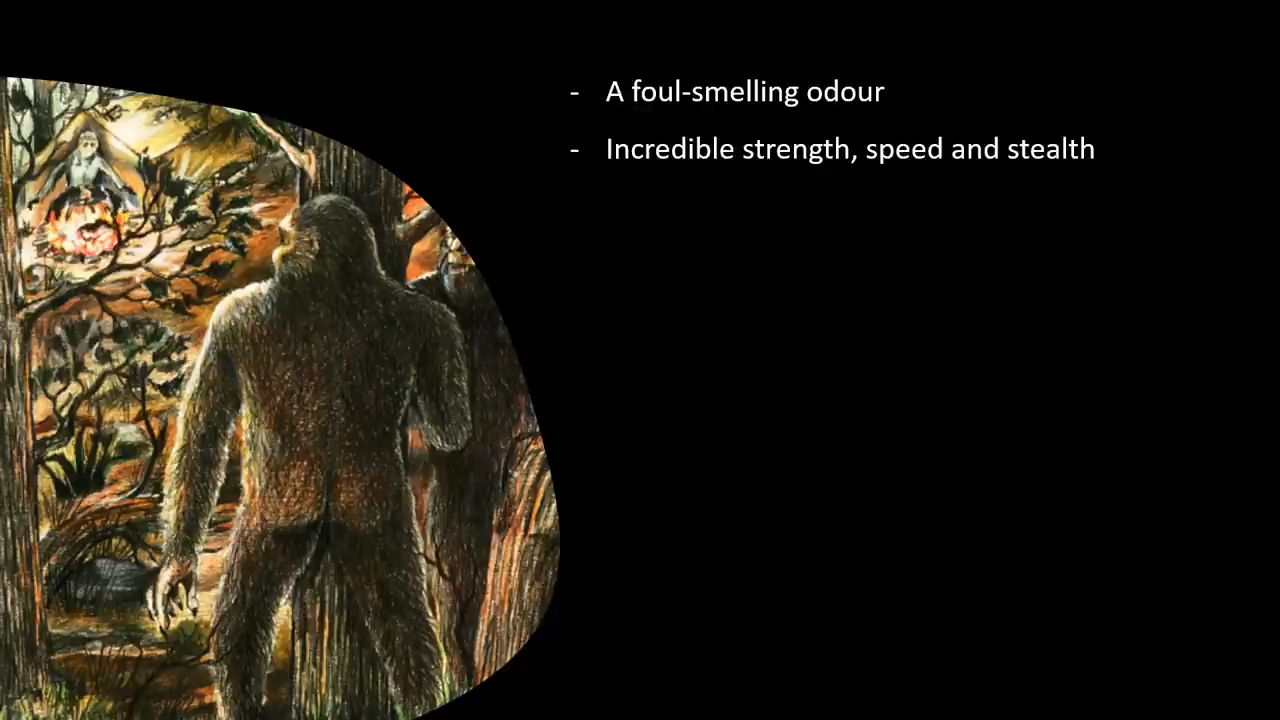 - A foul-smelling odour
- Incredible strength, speed and stealth